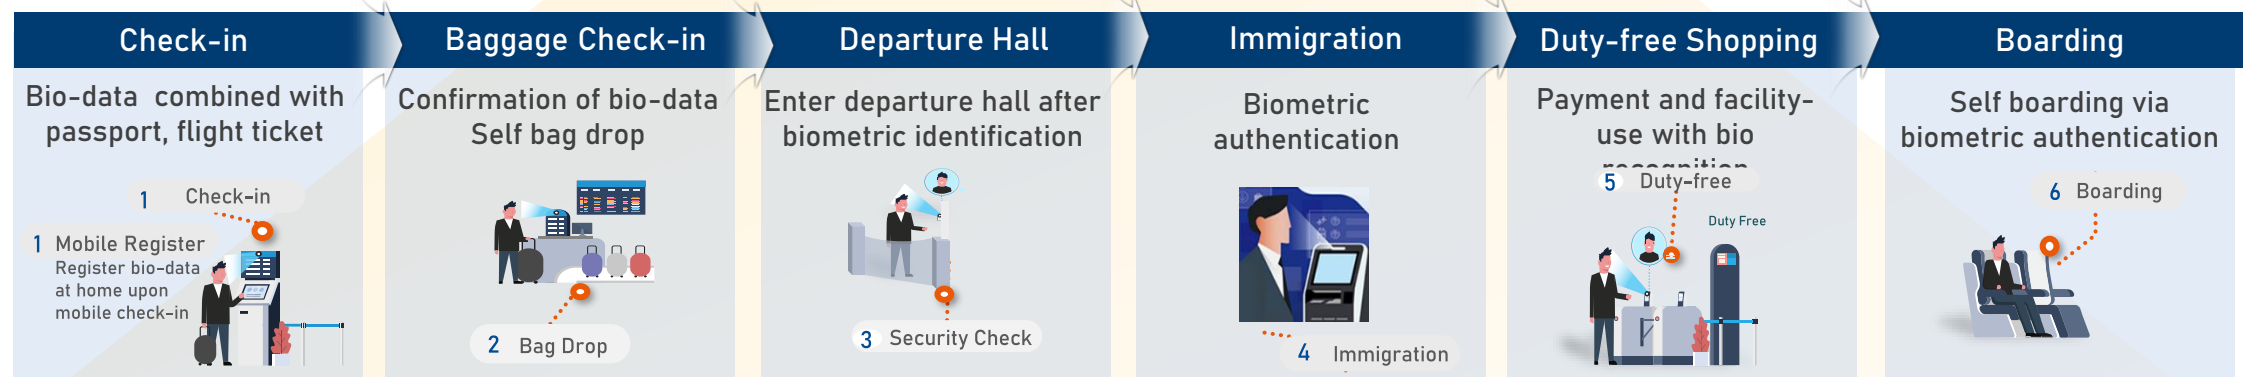 Check-in
Bio-data combined with
passport, flight ticket
1 Check-in
1 Mobile Register
Register bio-data
at home upon
mobile check-in
Baggage Check-in
Confirmation of bio-data
Self bag drop
2 Bag Drop
Departure Hall
Enter departure hall after
biometric identification
3 Security Check
Immigration
Biometric
authentication
4 Immigration
Duty-free Shopping
Payment and facility-
use with bio
recognition
5 Duty-free
Duty Free
Boarding
Self boarding via
biometric authentication
6 Boarding